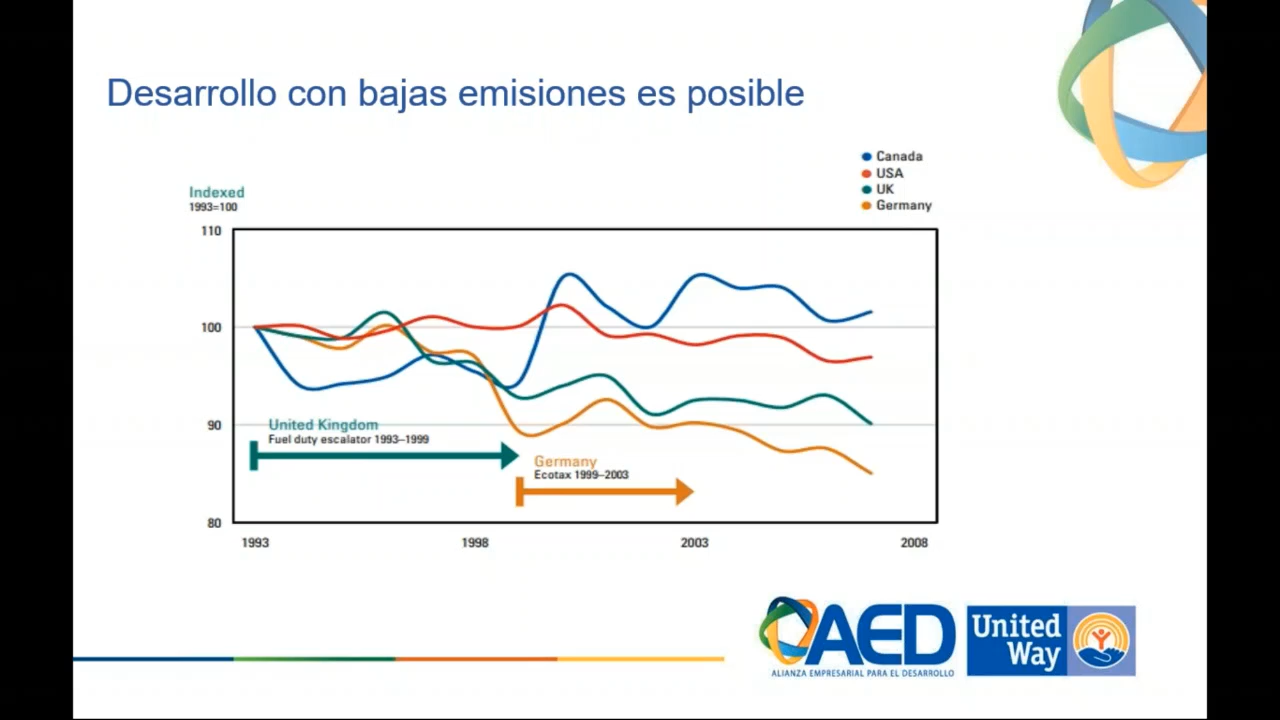 Desarrollo con bajas emisiones es posible
Canada
USA
UK
Germany
Indexed
1993=100
110
100
90
80
United Kingdom
Fuel duty escalator 1993–1999
Germany
Ecotax 1999–2003
1993
1998
2003
2008
AED
ALIANZA EMPRESARIAL PARA EL DESARROLLO
United
Way